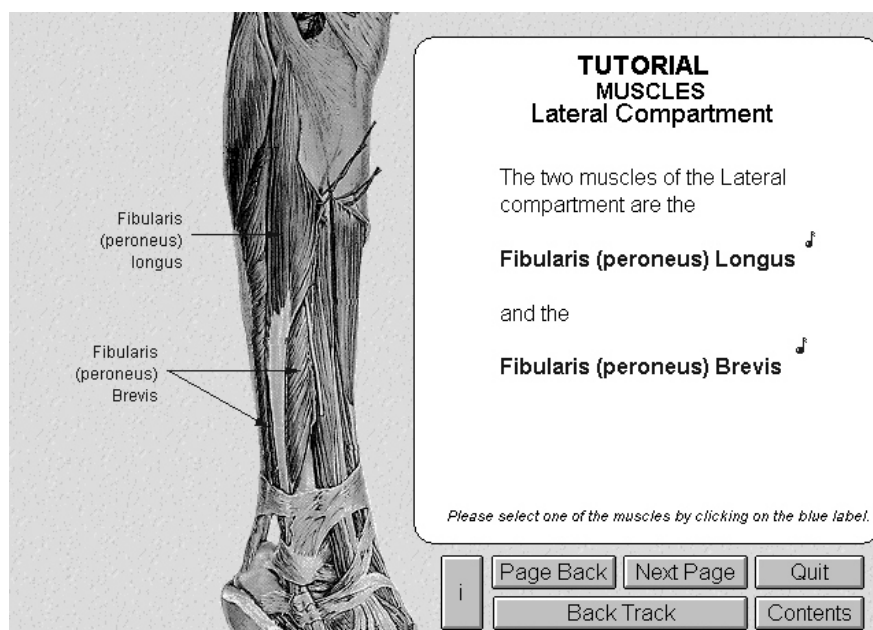 TUTORIAL
MUSCLES
Lateral Compartment
The two muscles of the Lateral
compartment are the
Fibularis (peroneus) Longus
and the
Fibularis (peroneus) Brevis
Please select one of the muscles by clicking on the blue label.
Fibularis
(peroneus)
longus
Fibularis
(peroneus)
Brevis
i
Page Back
Next Page
Quit
Back Track
Contents